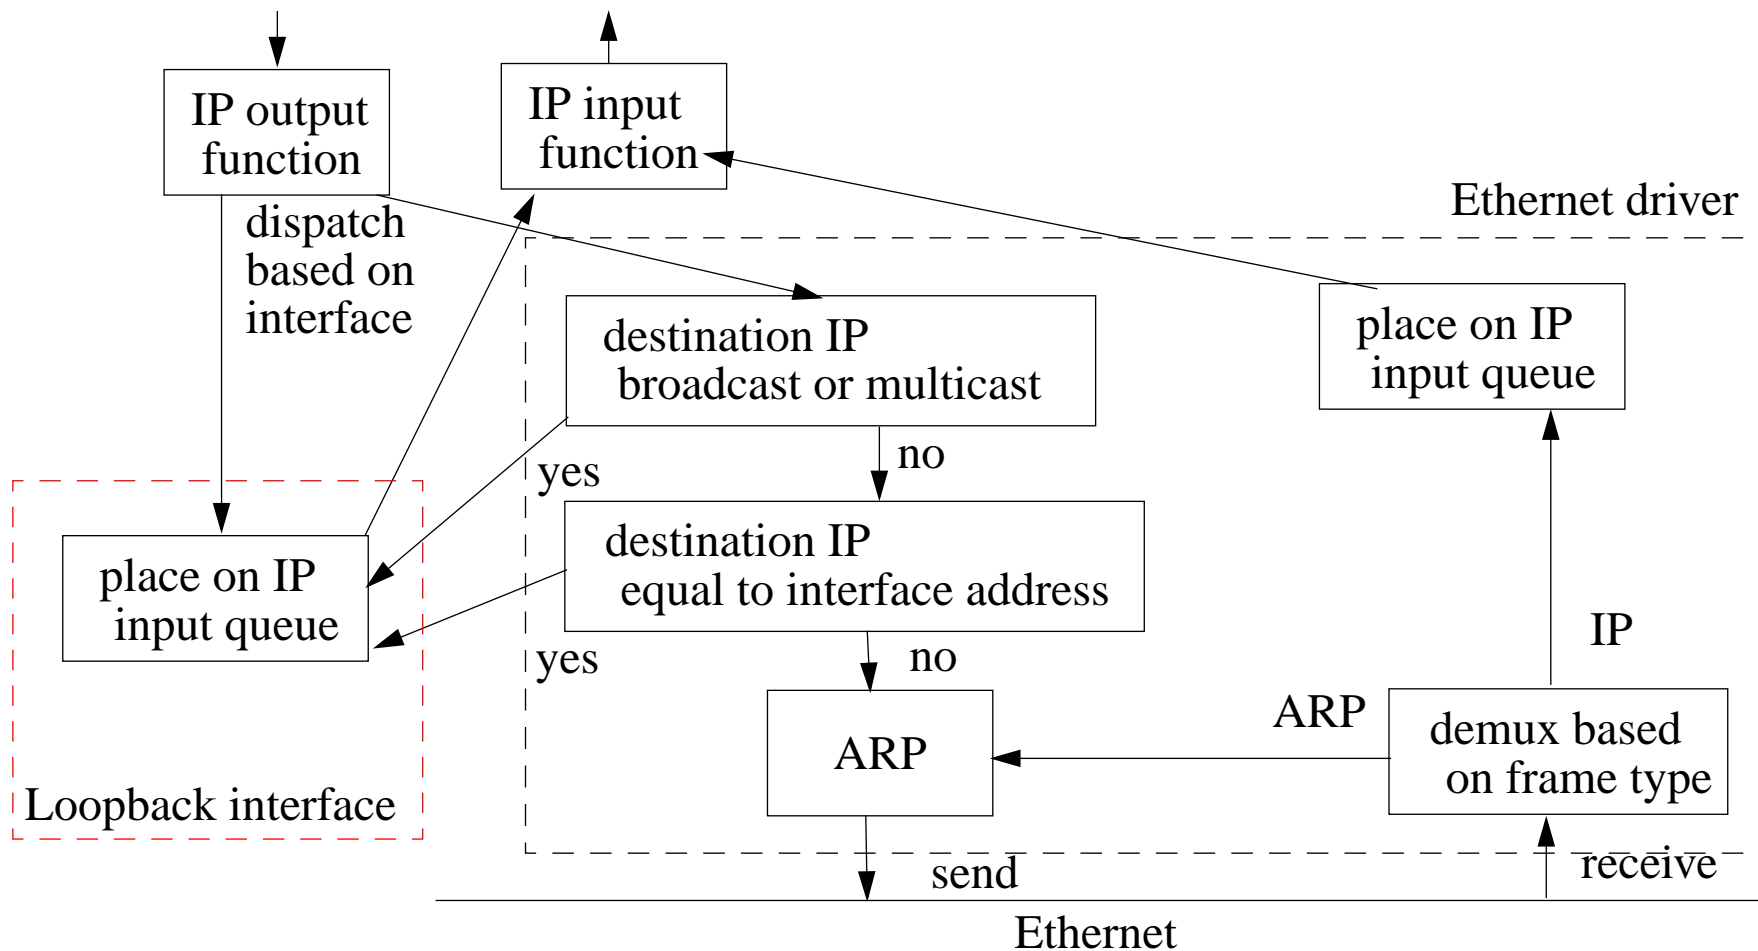 IP output
function
IP input
function
Ethernet driver
dispatch
based on
interface
destination IP
broadcast or multicast
place on IP
input queue
yes
no
destination IP
equal to interface address
place on IP
input queue
yes
no
IP
ARP
ARP
demux based
on frame type
Loopback interface
send
receive
Ethernet